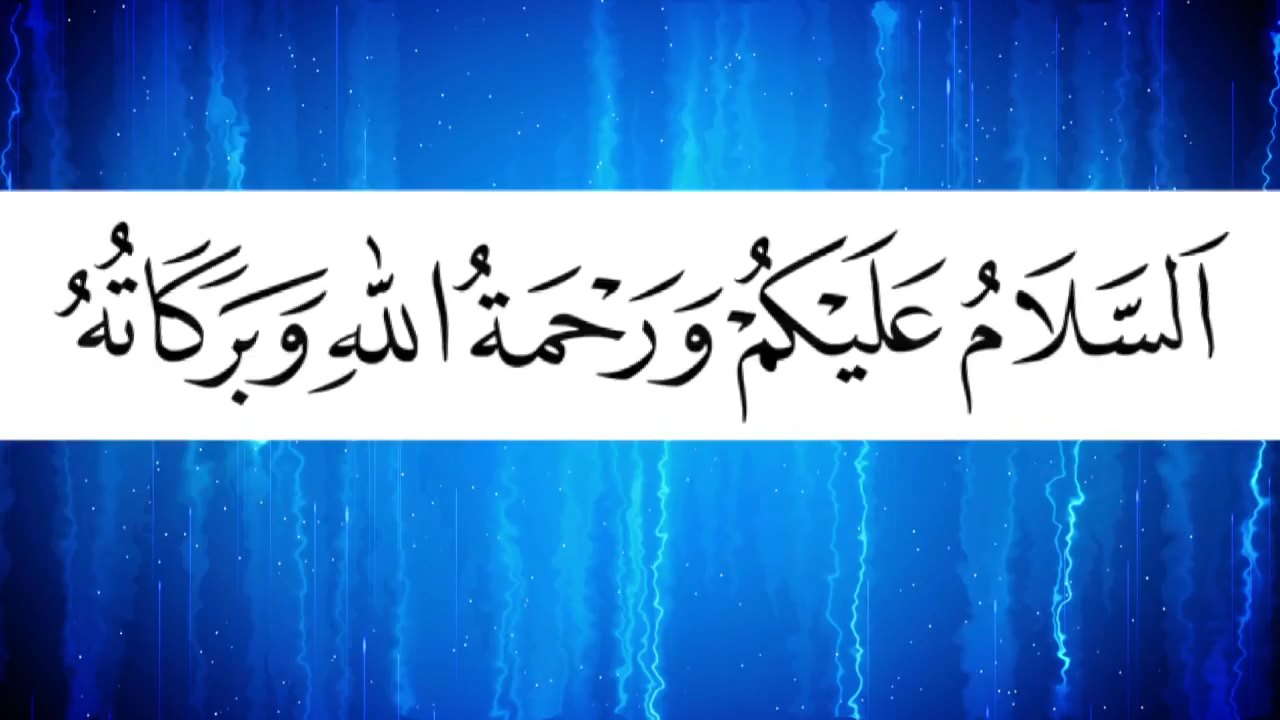 اَلسَّلَامُ عَلَيْكُمْ وَرَحْمَةُ اللهِ وَبَرَكَاتُهُ